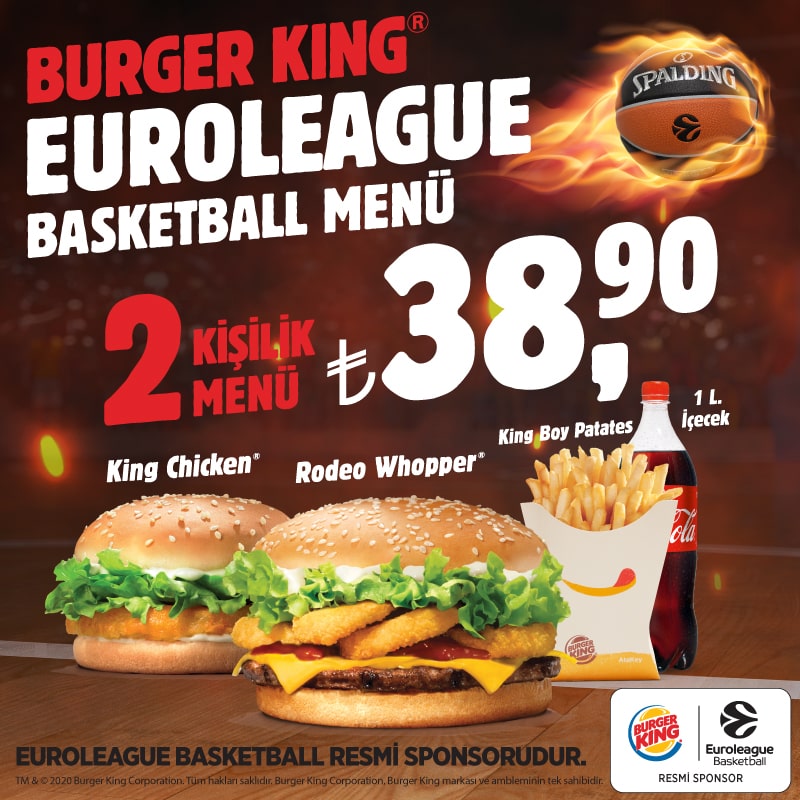 BURGER KING®
EUROLEAGUE
BASKETBALL MENÜ
SPALDING
2 KİŞİLİK
MENÜ
₺38,90
King Chicken®
Rodeo Whopper®
King Boy Patates
1 L.
İçecek
BURGER
KING
EUROLEAGUE BASKETBALL RESMİ SPONSORUDUR.
TM & © 2020 Burger King Corporation. Tüm hakları saklıdır. Burger King Corporation, Burger King markası ve ambleminin tek sahibidir.
BURGER
KING
Euroleague
Basketball
RESMİ SPONSOR